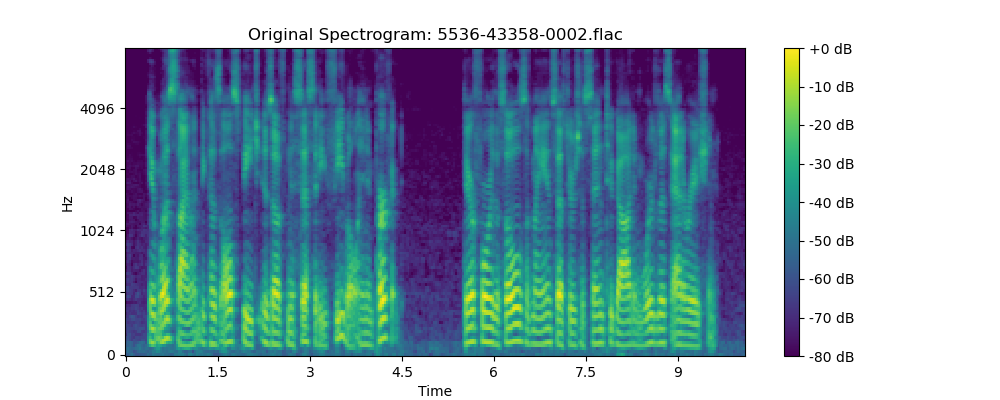 Original Spectrogram: 5536-43358-0002.flac
Hz
4096
2048
1024
512
0
0 1.5 3 4.5 6 7.5 9
Time
+0 dB
-10 dB
-20 dB
-30 dB
-40 dB
-50 dB
-60 dB
-70 dB
-80 dB